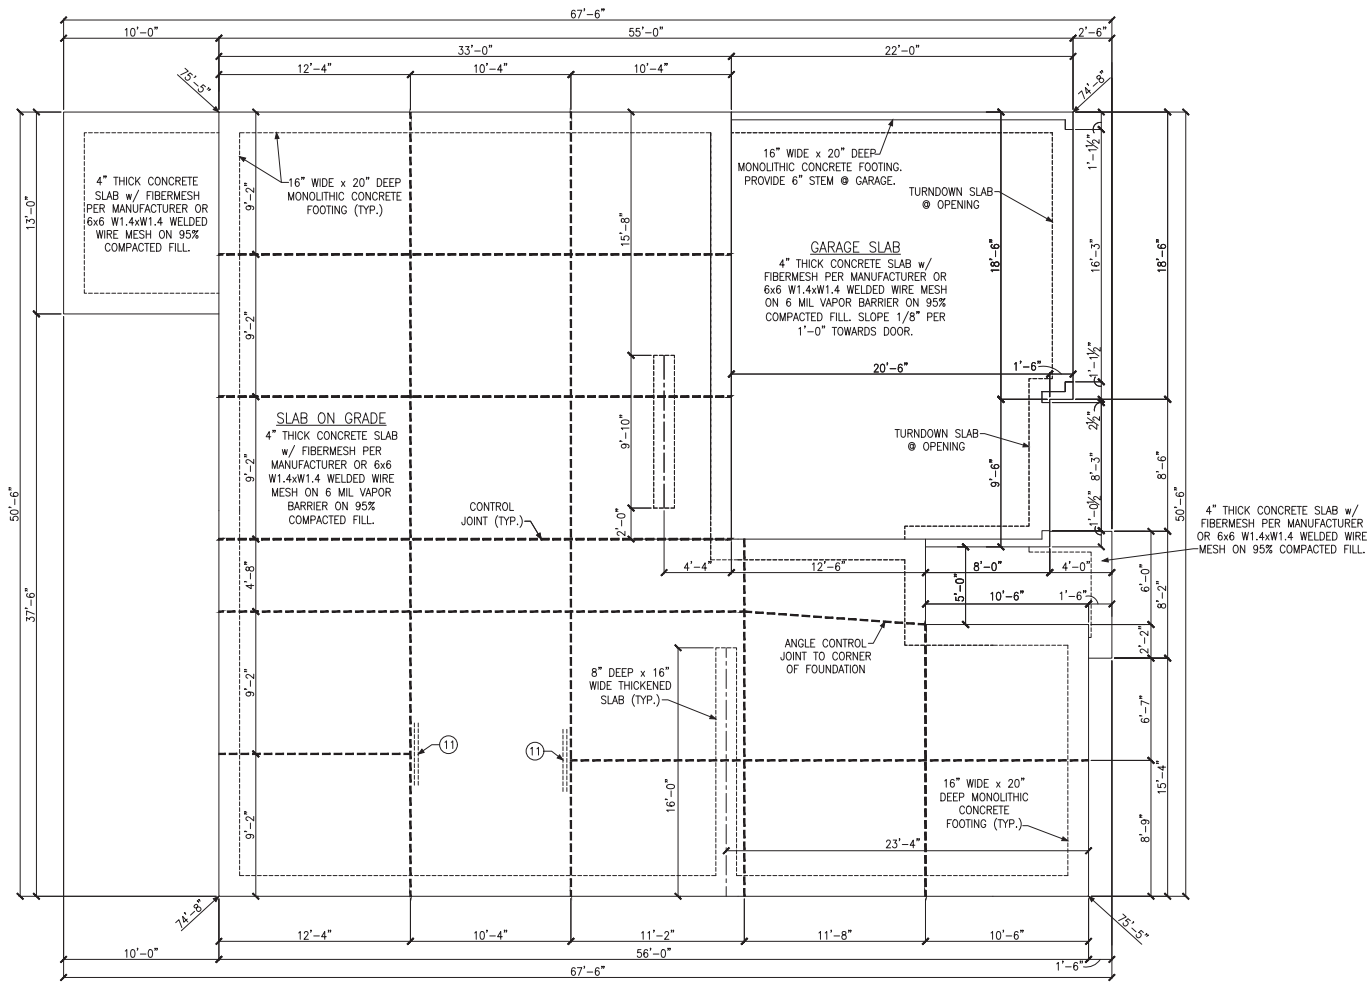 67'-6"
10'-0"
55'-0"
2'-6"
33'-0"
22'-0"
12'-4"
10'-4"
10'-4"
75'-5"
74'-8"
16" WIDE x 20" DEEP
MONOLITHIC CONCRETE
FOOTING (TYP.)
4" THICK CONCRETE
SLAB w/ FIBERMESH
PER MANUFACTURER OR
6x6 W1.4xW1.4 WELDED
WIRE MESH ON 95%
COMPACTED FILL.
16" WIDE x 20" DEEP
MONOLITHIC CONCRETE FOOTING.
PROVIDE 6" STEM @ GARAGE.
TURNDOWN SLAB
@ OPENING
GARAGE SLAB
4" THICK CONCRETE SLAB w/
FIBERMESH PER MANUFACTURER OR
6x6 W1.4xW1.4 WELDED WIRE MESH
ON 6 MIL VAPOR BARRIER ON 95%
COMPACTED FILL. SLOPE 1/8" PER
1'-0" TOWARDS DOOR.
13'-0"
9'-2"
15'-8"
18'-6"
1'-1½"
16'-3"
18'-6"
9'-2"
20'-6"
1'-6"
1'-1½"
SLAB ON GRADE
4" THICK CONCRETE SLAB
w/ FIBERMESH PER
MANUFACTURER OR 6x6
W1.4xW1.4 WELDED WIRE
MESH ON 6 MIL VAPOR
BARRIER ON 95%
COMPACTED FILL.
9'-2"
9'-10"
TURNDOWN SLAB
@ OPENING
9'-6"
2½"
8'-3"
8'-6"
1'-0½"
50'-6"
50'-6"
CONTROL
JOINT (TYP.)
2'-0"
4" THICK CONCRETE SLAB w/
FIBERMESH PER MANUFACTURER
OR 6x6 W1.4xW1.4 WELDED WIRE
MESH ON 95% COMPACTED FILL.
37'-6"
4'-8"
4'-4"
12'-6"
8'-0"
4'-0"
5'-0"
10'-6"
1'-6"
6'-0"
8'-2"
2'-2"
ANGLE CONTROL
JOINT TO CORNER
OF FOUNDATION
8" DEEP x 16"
WIDE THICKENED
SLAB (TYP.)
9'-2"
6'-7"
11
11
16'-0"
15'-4"
16" WIDE x 20"
DEEP MONOLITHIC
CONCRETE
FOOTING (TYP.)
9'-2"
8'-9"
23'-4"
74'-8"
75'-5"
12'-4"
10'-4"
11'-2"
11'-8"
10'-6"
10'-0"
56'-0"
1'-6"
67'-6"